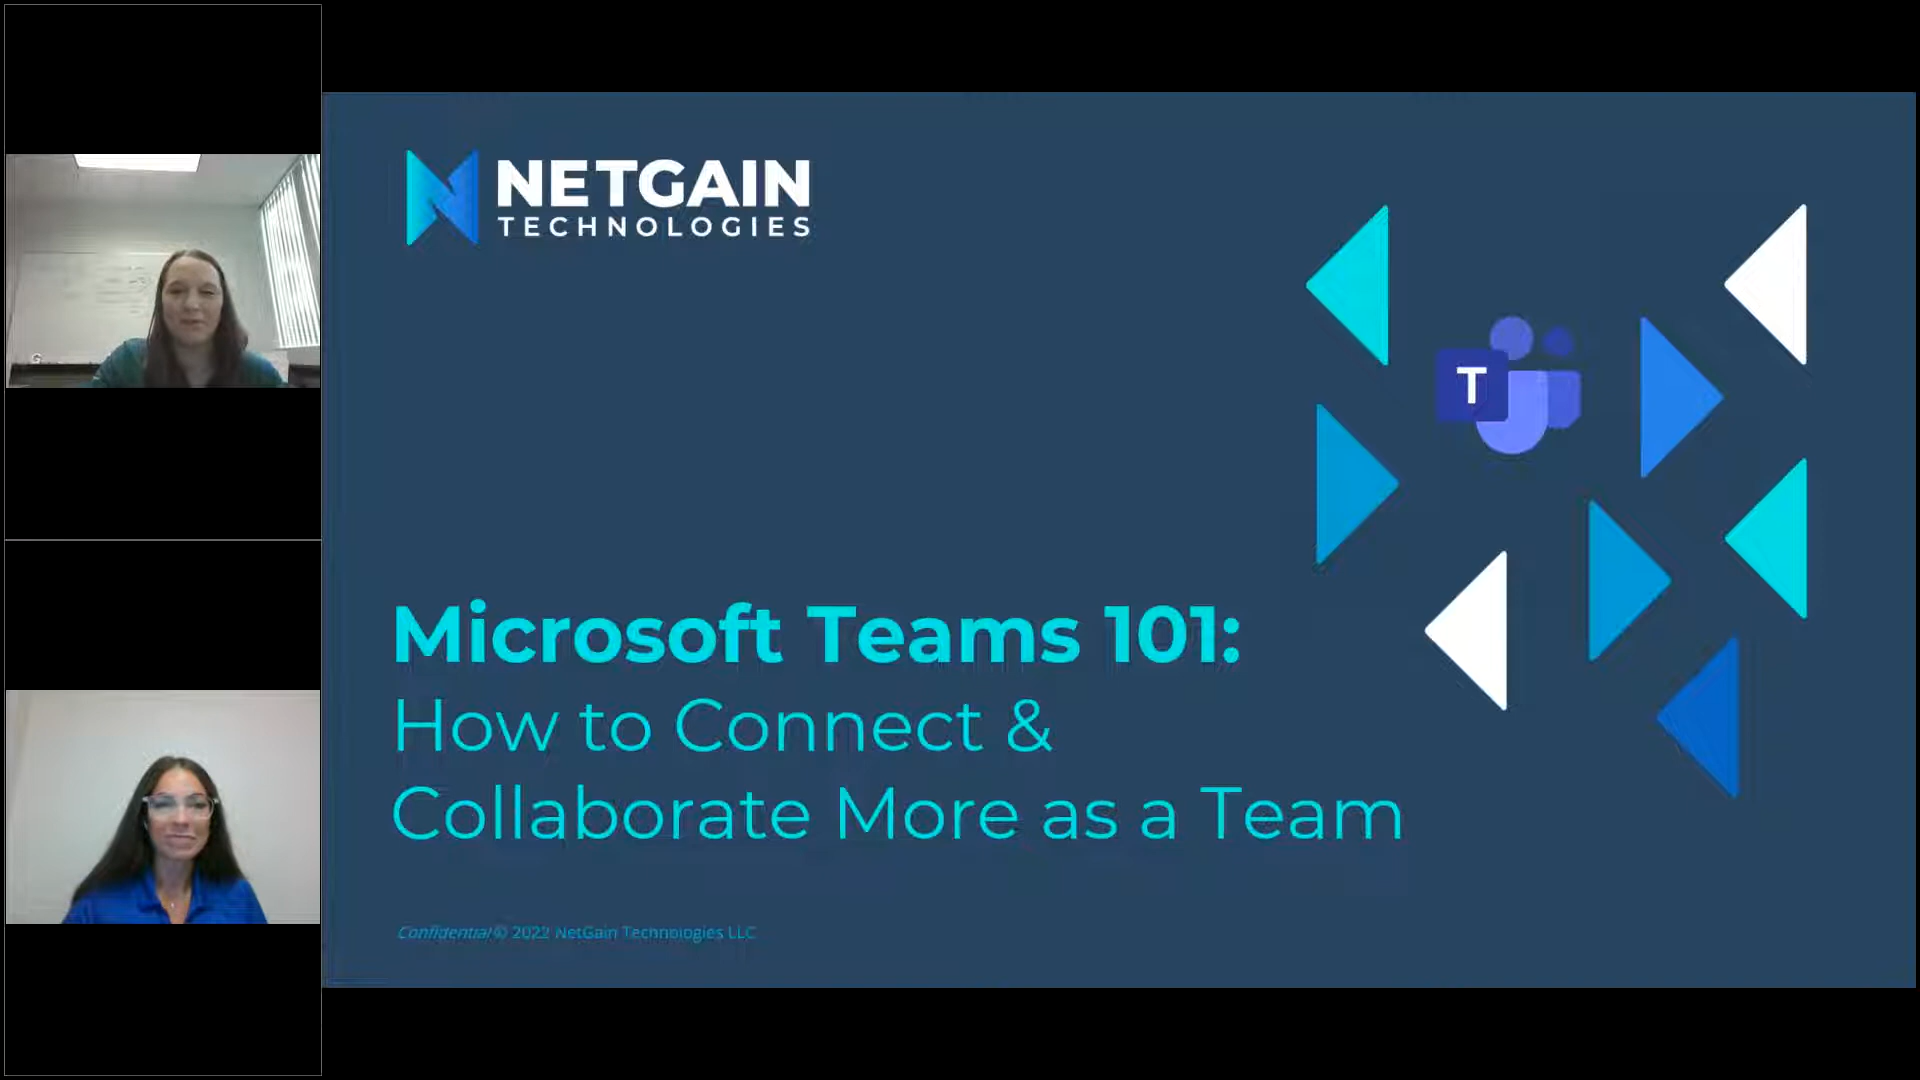 NETGAIN
TECHNOLOGIES
T
Microsoft Teams 101:
How to Connect &
Collaborate More as a Team
Confidential © 2022 NetGain Technologies LLC